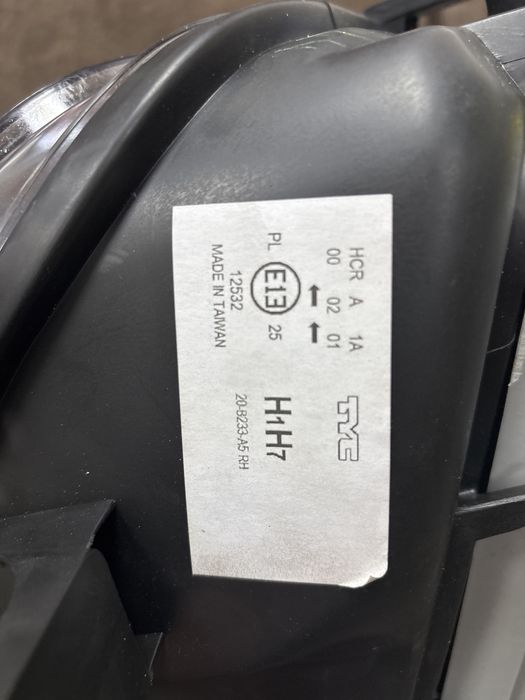 HCR A 1A
00 02 01
TYC
PL E13 25
H1H7
12532
20-B233-A5 RH
MADE IN TAIWAN